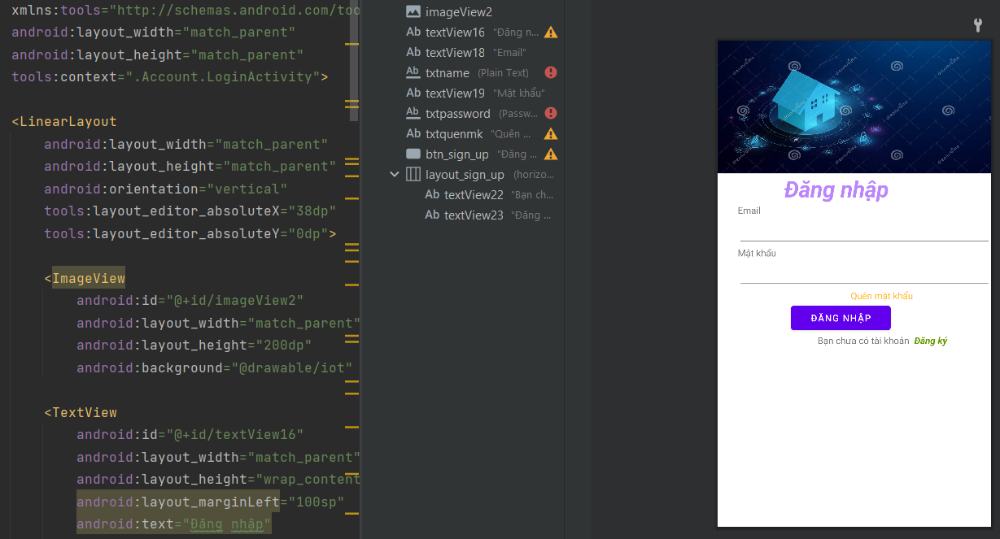 xmlns:tools="http://schemas.android.com/too
android:layout_width="match_parent"
android:layout_height="match_parent"
tools:context=".Account.LoginActivity">
<LinearLayout
android:layout_width="match_parent"
android:layout_height="match_parent"
android:orientation="vertical"
tools:layout_editor_absoluteX="38dp"
tools:layout_editor_absoluteY="0dp">
<ImageView
android:id="@+id/imageView2"
android:layout_width="match_parent"
android:layout_height="200dp"
android:background="@drawable/iot"
<TextView
android:id="@+id/textView16"
android:layout_width="match_parent"
android:layout_height="wrap_content
android:layout_marginLeft="100sp"
android:text="Đăng nhập"
imageView2
Ab textView16 "Đăng n...
Ab textView18 "Email"
Ab txtname (Plain Text)
Ab textView19 "Mật khẩu"
Ab txtpassword (Passw...
Ab txtquenmk "Quên ...
btn_sign_up "Đăng ...
layout_sign_up (horizo...
Ab textView22 "Bạn ch...
Ab textView23 "Đăng ...
Đăng nhập
Email
Mật khẩu
Quên mật khẩu
ĐĂNG NHẬP
Bạn chưa có tài khoản Đăng ký